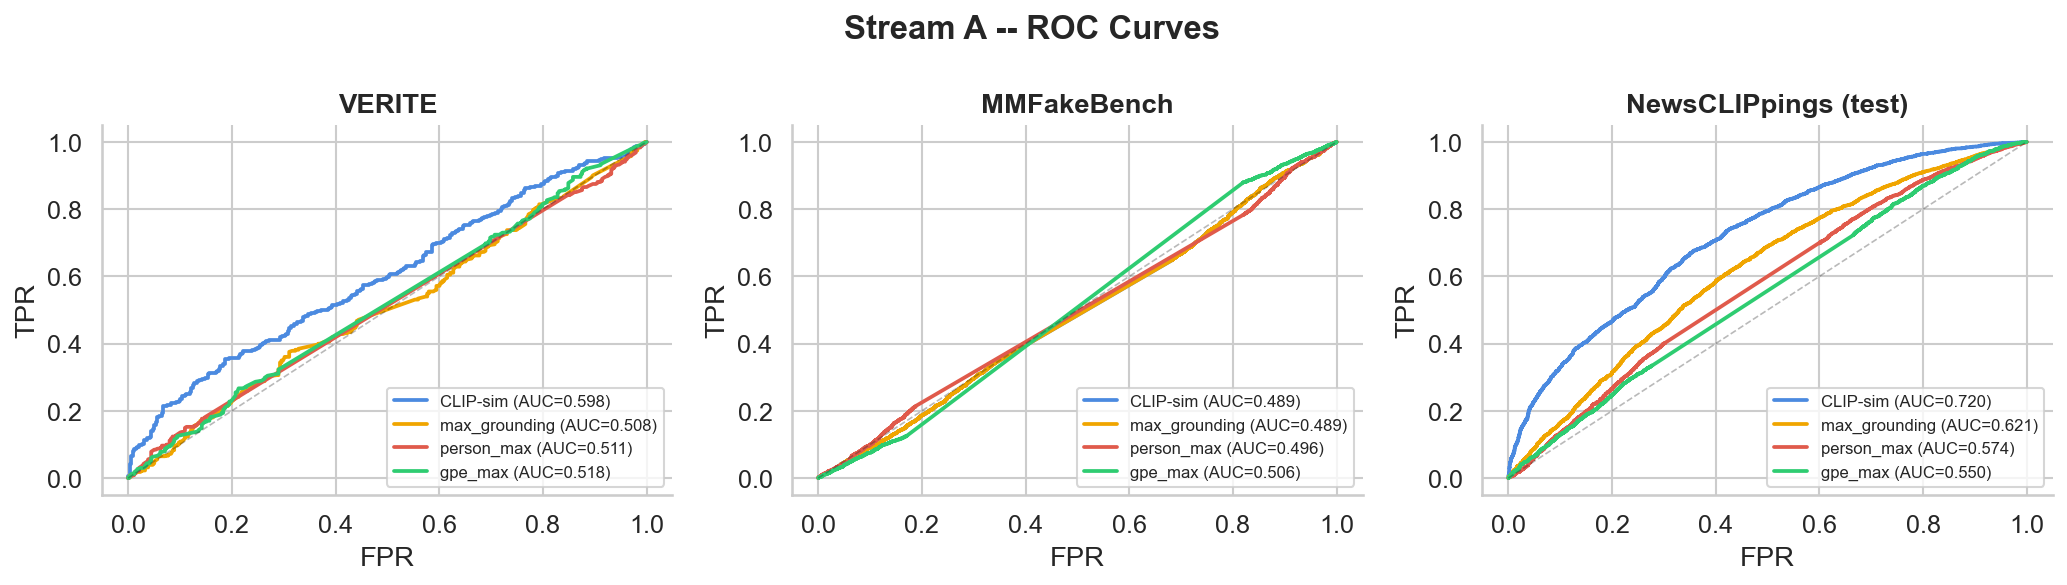 Stream A -- ROC Curves
VERITE
TPR
1.0
0.8
0.6
0.4
0.2
0.0
CLIP-sim (AUC=0.598)
max_grounding (AUC=0.508)
person_max (AUC=0.511)
gpe_max (AUC=0.518)
0.0 0.2 0.4 0.6 0.8 1.0
FPR
MMFakeBench
TPR
1.0
0.8
0.6
0.4
0.2
0.0
CLIP-sim (AUC=0.489)
max_grounding (AUC=0.489)
person_max (AUC=0.496)
gpe_max (AUC=0.506)
0.0 0.2 0.4 0.6 0.8 1.0
FPR
NewsCLIPpings (test)
TPR
1.0
0.8
0.6
0.4
0.2
0.0
CLIP-sim (AUC=0.720)
max_grounding (AUC=0.621)
person_max (AUC=0.574)
gpe_max (AUC=0.550)
0.0 0.2 0.4 0.6 0.8 1.0
FPR